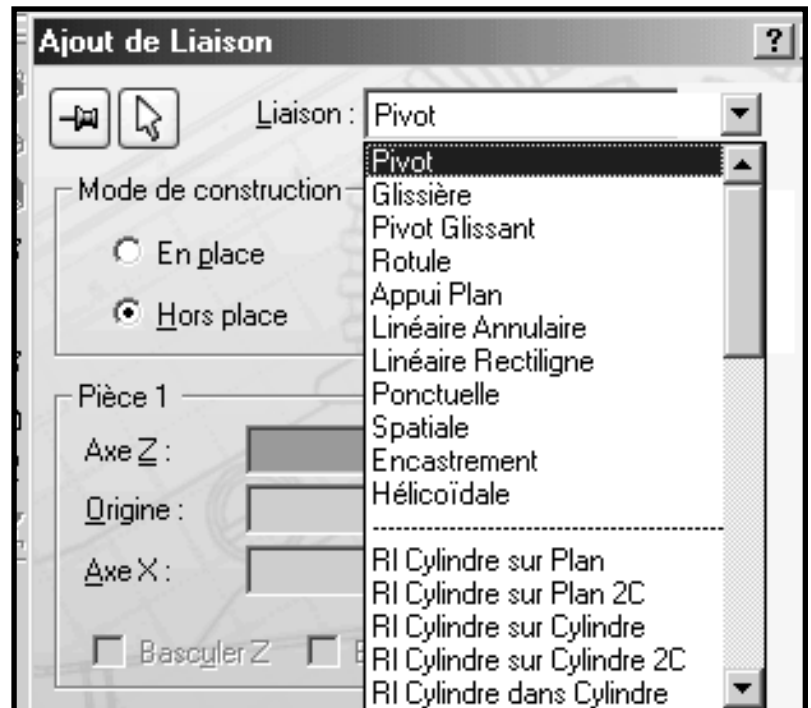 Ajout de Liaison ?
Liaison : Pivot
Pivot
Glissière
Pivot Glissant
Rotule
Appui Plan
Linéaire Annulaire
Linéaire Rectiligne
Ponctuelle
Spatiale
Encastrement
Hélicoïdale
RI Cylindre sur Plan
RI Cylindre sur Plan 2C
RI Cylindre sur Cylindre
RI Cylindre sur Cylindre 2C
RI Cylindre dans Cylindre
Mode de construction
En place
Hors place
Pièce 1
Axe Z :
Origine :
Axe X :
Basculer Z